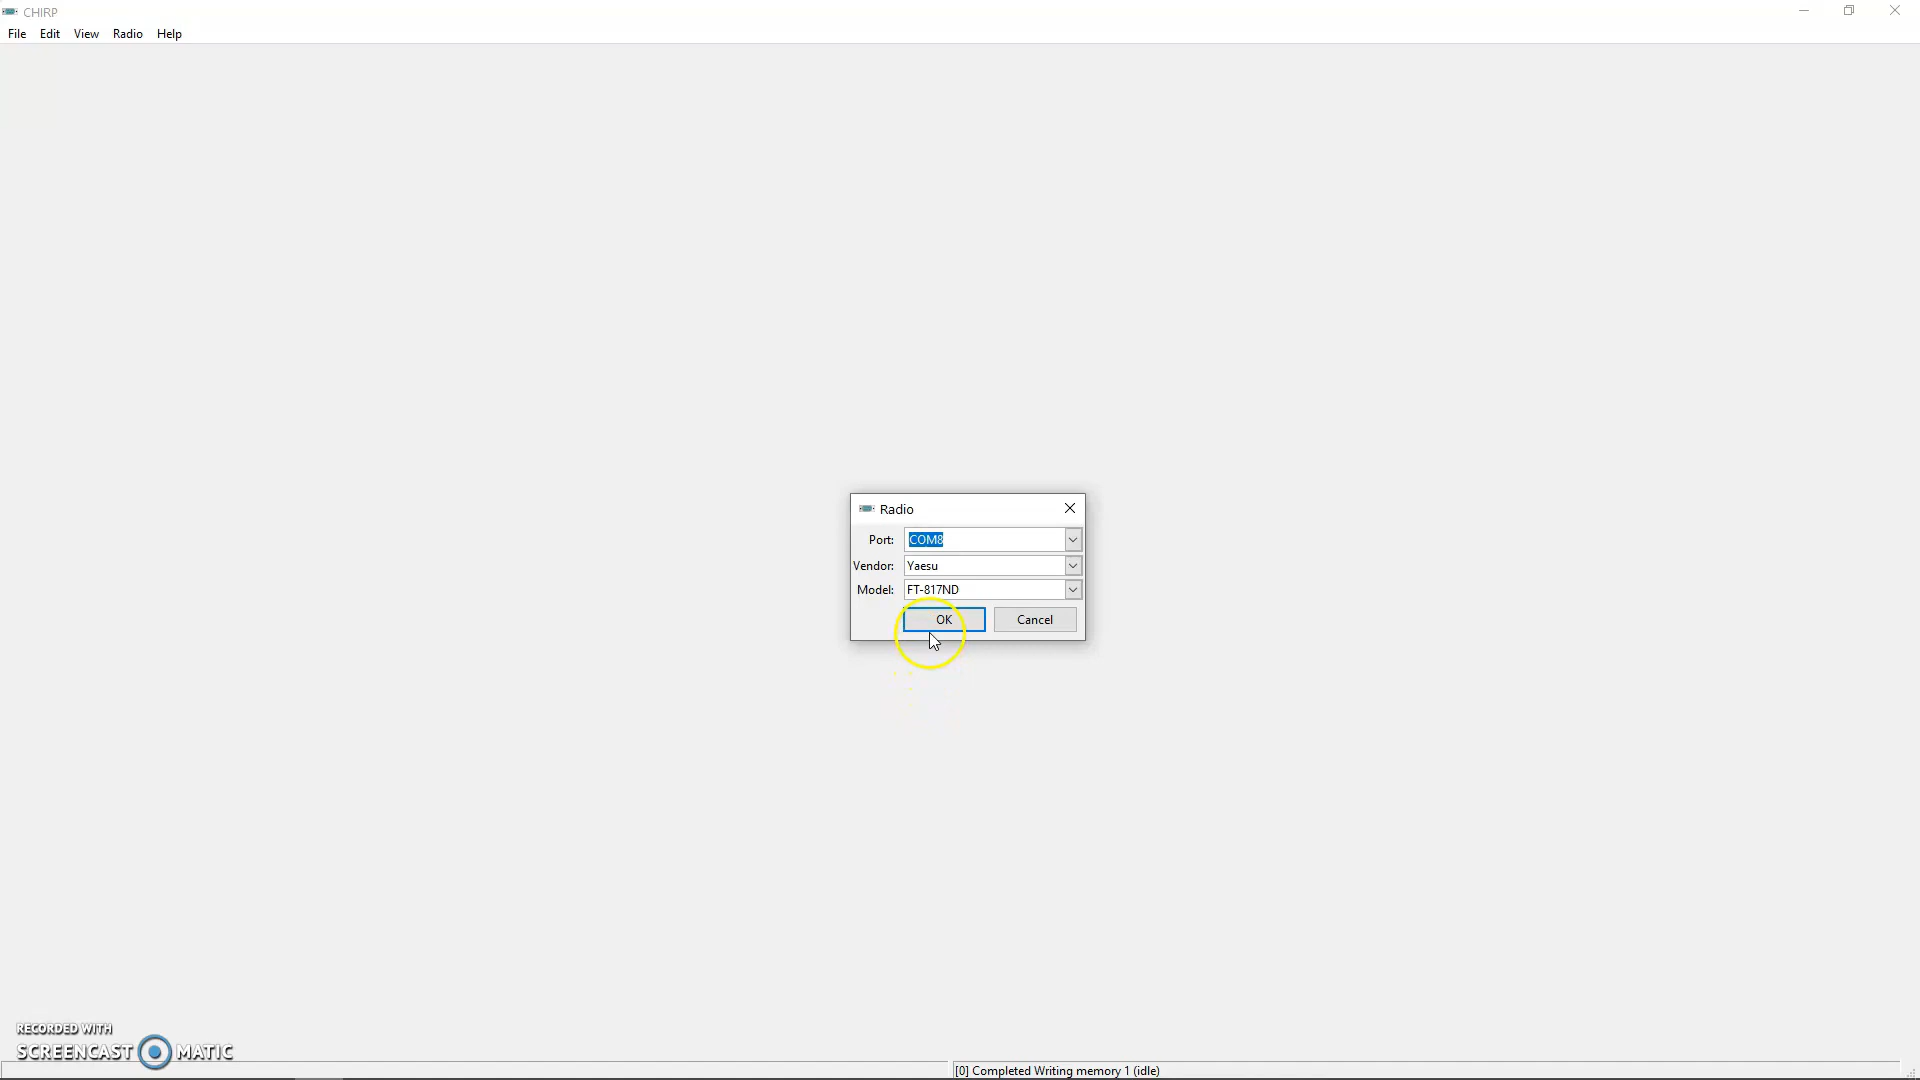 CHIRP
File Edit View Radio Help
Radio
Port: COM8
Vendor: Yaesu
Model: FT-817ND
OK Cancel
RECORDED WITH
SCREENCAST MATIC
[0] Completed Writing memory 1 (idle)